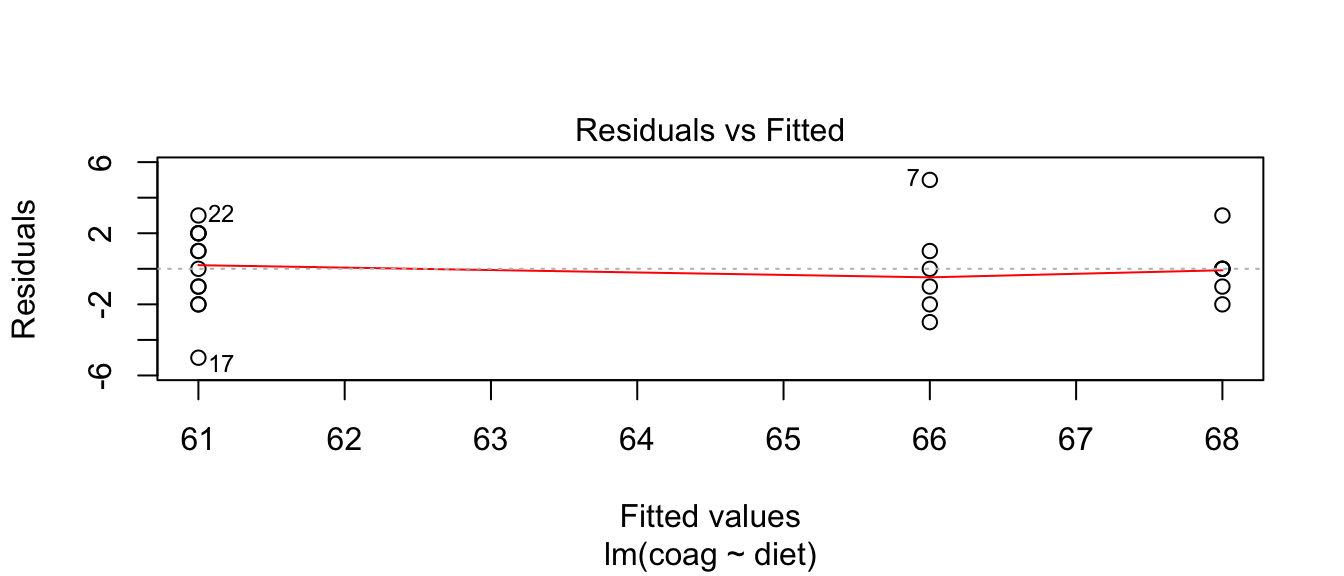 Residuals vs Fitted
Residuals
6
2
-2
-6
7
22
17
61 62 63 64 65 66 67 68
Fitted values
lm(coag ~ diet)